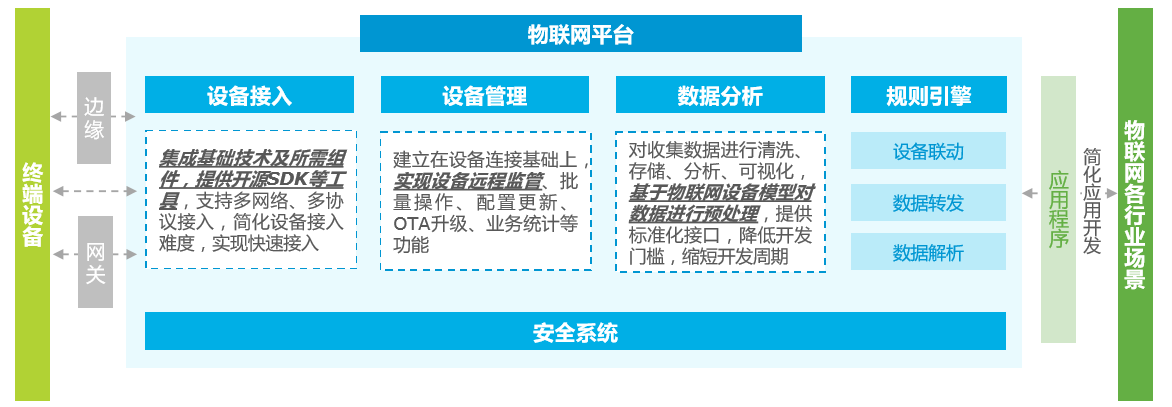 物联网平台
终端设备
边缘
网关
设备接入
集成基础技术及所需组
件，提供开源SDK等工
具，支持多网络、多协
议接入，简化设备接入
难度，实现快速接入
设备管理
建立在设备连接基础上，
实现设备远程监管、批
量操作、配置更新、
OTA升级、业务统计等
功能
数据分析
对收集数据进行清洗、
存储、分析、可视化，
基于物联网设备模型对
数据进行预处理，提供
标准化接口，降低开发
门槛，缩短开发周期
规则引擎
设备联动
数据转发
数据解析
安全系统
应用程序
简化应用开发
物联网各行业场景